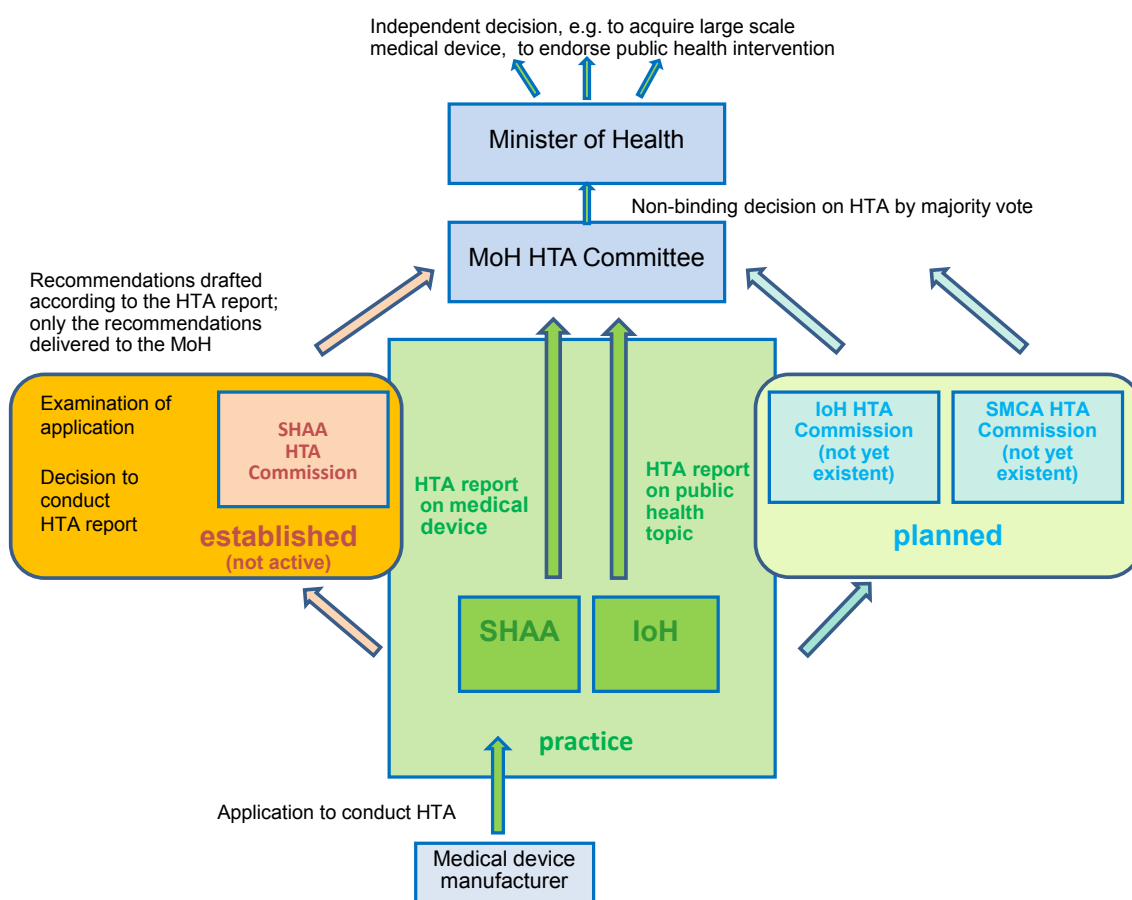 Independent decision, e.g. to acquire large scale
medical device, to endorse public health intervention
Minister of Health
Non-binding decision on HTA by majority vote
MoH HTA Committee
Recommendations drafted
according to the HTA report;
only the recommendations
delivered to the MoH
Examination of
application
Decision to
conduct
HTA report
SHAA
HTA
Commission
established
(not active)
HTA report
on medical
device
HTA report
on public
health
topic
IoH HTA
Commission
(not yet
existent)
SMCA HTA
Commission
(not yet
existent)
planned
SHAA
IoH
practice
Application to conduct HTA
Medical device
manufacturer